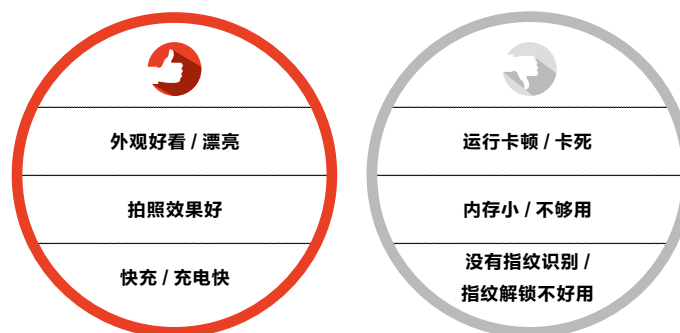 外观好看 / 漂亮
拍照效果好
快充 / 充电快
运行卡顿 / 卡死
内存小 / 不够用
没有指纹识别 /
指纹解锁不好用